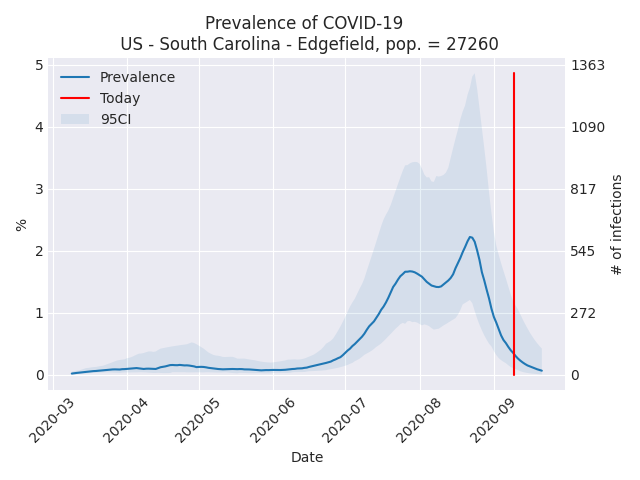 Prevalence of COVID-19
US - South Carolina - Edgefield, pop. = 27260
Prevalence
Today
95CI
5
4
3
2
1
0
%
1363
1090
817
545
272
0
# of infections
2020-03
2020-04
2020-05
2020-06
2020-07
2020-08
2020-09
Date